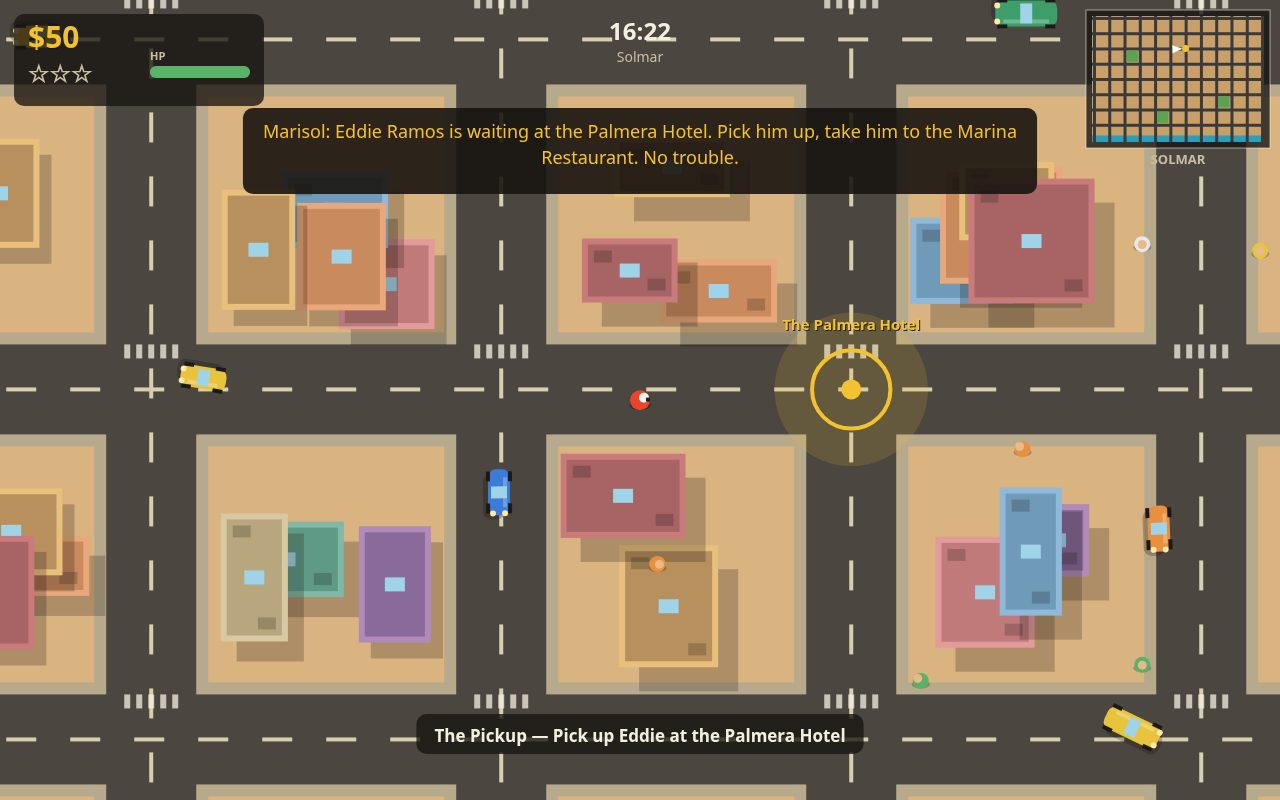 $50
☆☆☆
HP
16:22
Solmar
SOLMAR
Marisol: Eddie Ramos is waiting at the Palmera Hotel. Pick him up, take him to the Marina
Restaurant. No trouble.
The Palmera Hotel
The Pickup — Pick up Eddie at the Palmera Hotel